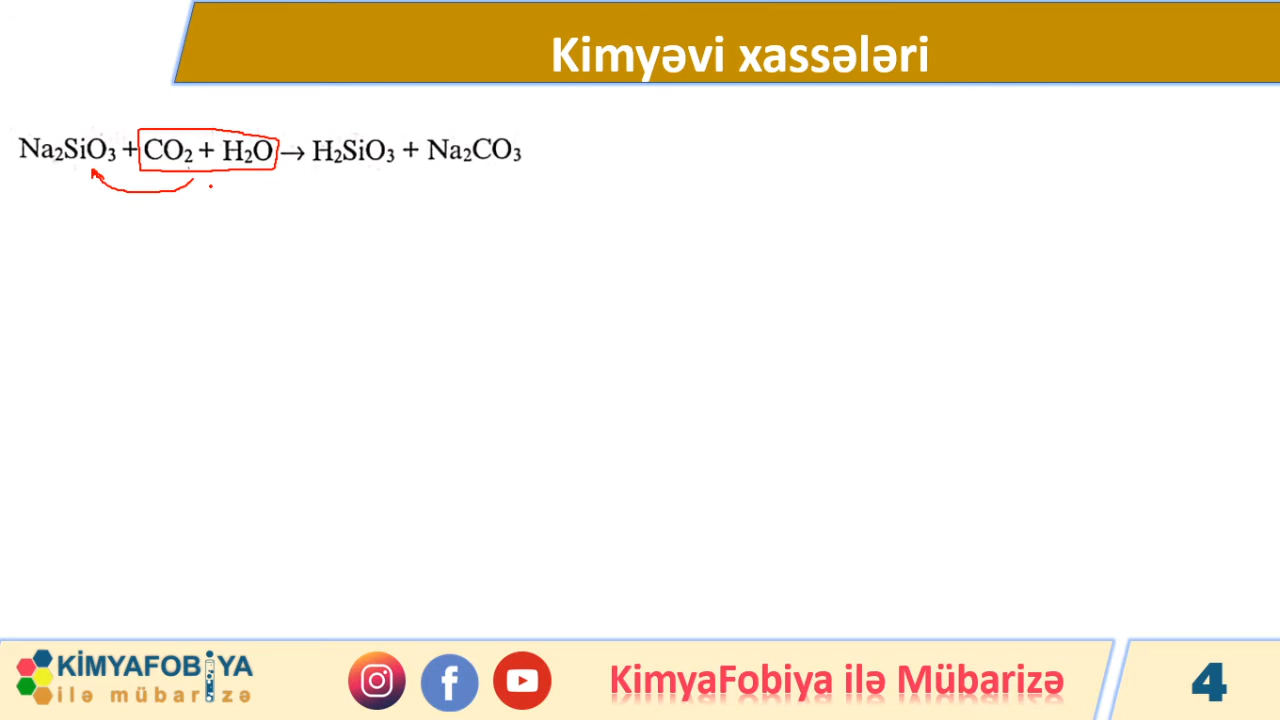 Kimyəvi xassələri
Na₂SiO₃ + CO₂ + H₂O → H₂SiO₃ + Na₂CO₃
KİMYAFOBİYA
ilə mübarizə
KimyaFobiya ilə Mübarizə
4